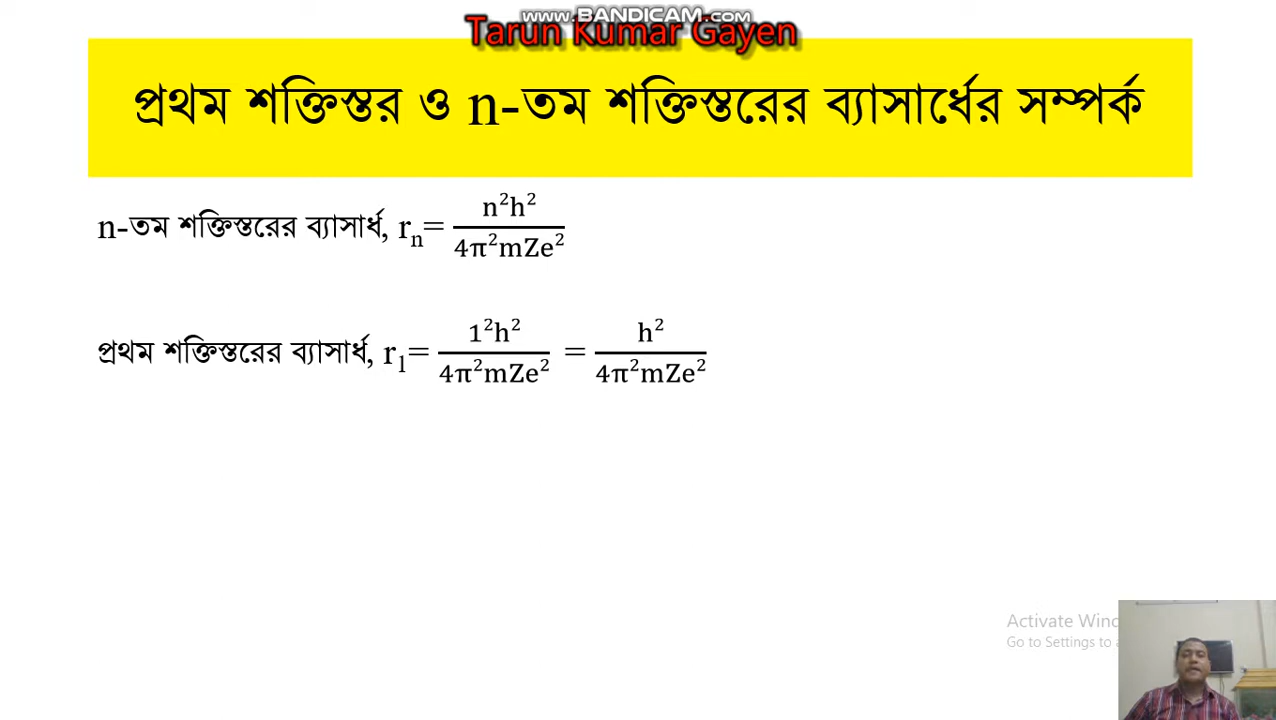 www.BANDICAM.com
Tarun Kumar Gayen
প্রথম শক্তিস্তর ও n-তম শক্তিস্তরের ব্যাসার্ধের সম্পর্ক
n-তম শক্তিস্তরের ব্যাসার্ধ, rₙ= n²h² / 4π²mZe²
প্রথম শক্তিস্তরের ব্যাসার্ধ, r₁= 1²h² / 4π²mZe² = h² / 4π²mZe²
Activate Winc
Go to Settings to